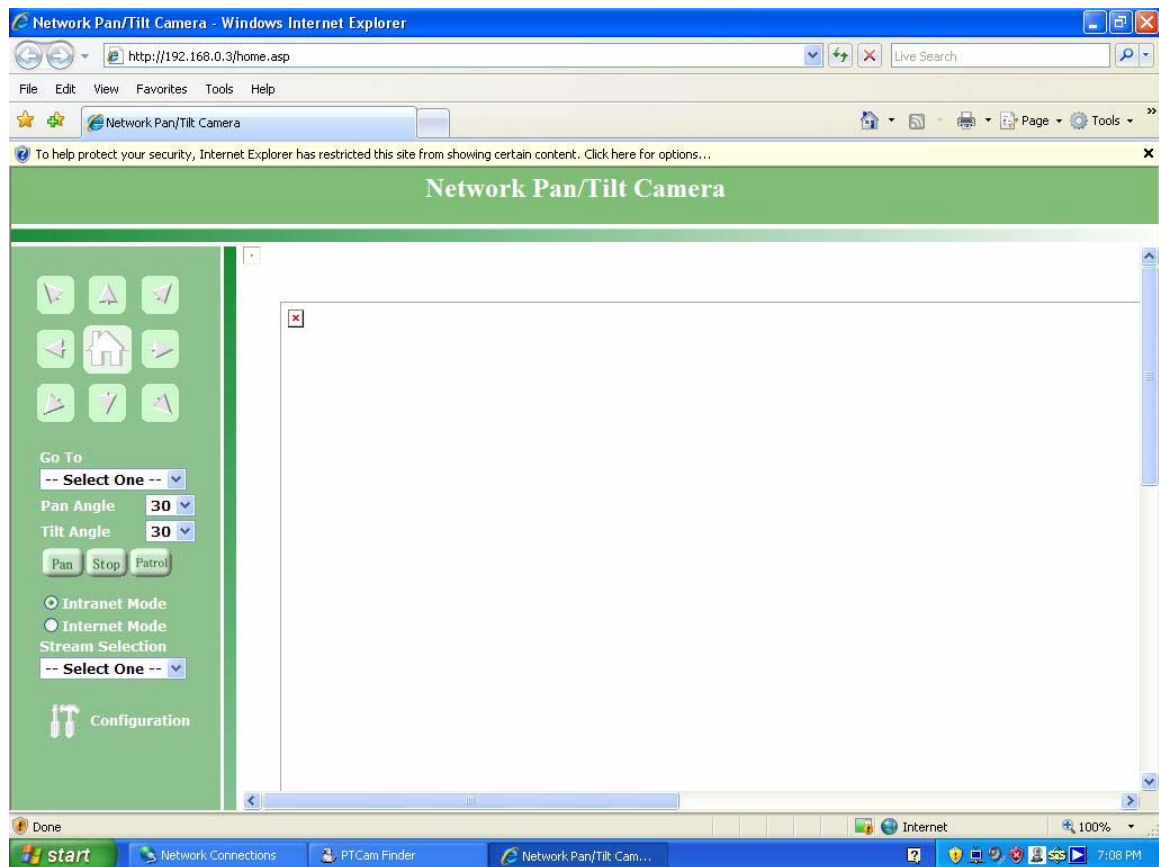 Network Pan/Tilt Camera - Windows Internet Explorer
http://192.168.0.3/home.asp
Live Search
File Edit View Favorites Tools Help
Network Pan/Tilt Camera
Page Tools
To help protect your security, Internet Explorer has restricted this site from showing certain content. Click here for options...
Network Pan/Tilt Camera
Go To
-- Select One --
Pan Angle 30
Tilt Angle 30
Pan Stop Patrol
Intranet Mode
Internet Mode
Stream Selection
-- Select One --
Configuration
Done Internet 100%
start Network Connections PTCam Finder Network Pan/Tilt Cam... 7:08 PM